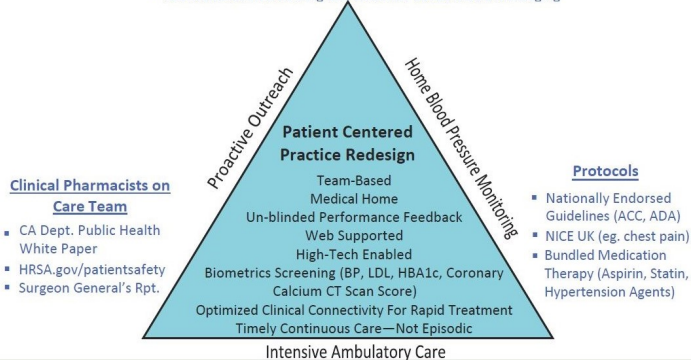 Proactive Outreach
Home Blood Pressure Monitoring
Patient Centered
Practice Redesign
Team-Based
Medical Home
Un-blinded Performance Feedback
Web Supported
High-Tech Enabled
Biometrics Screening (BP, LDL, HBA1c, Coronary
Calcium CT Scan Score)
Optimized Clinical Connectivity For Rapid Treatment
Timely Continuous Care—Not Episodic
Intensive Ambulatory Care
Clinical Pharmacists on
Care Team
▪ CA Dept. Public Health
White Paper
▪ HRSA.gov/patientsafety
▪ Surgeon General's Rpt.
Protocols
▪ Nationally Endorsed
Guidelines (ACC, ADA)
▪ NICE UK (eg. chest pain)
▪ Bundled Medication
Therapy (Aspirin, Statin,
Hypertension Agents)